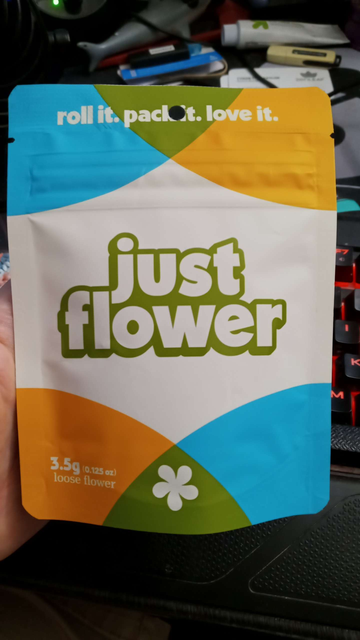 roll it. pack it. love it.
just
flower
3.5g (0.125 oz)
loose flower